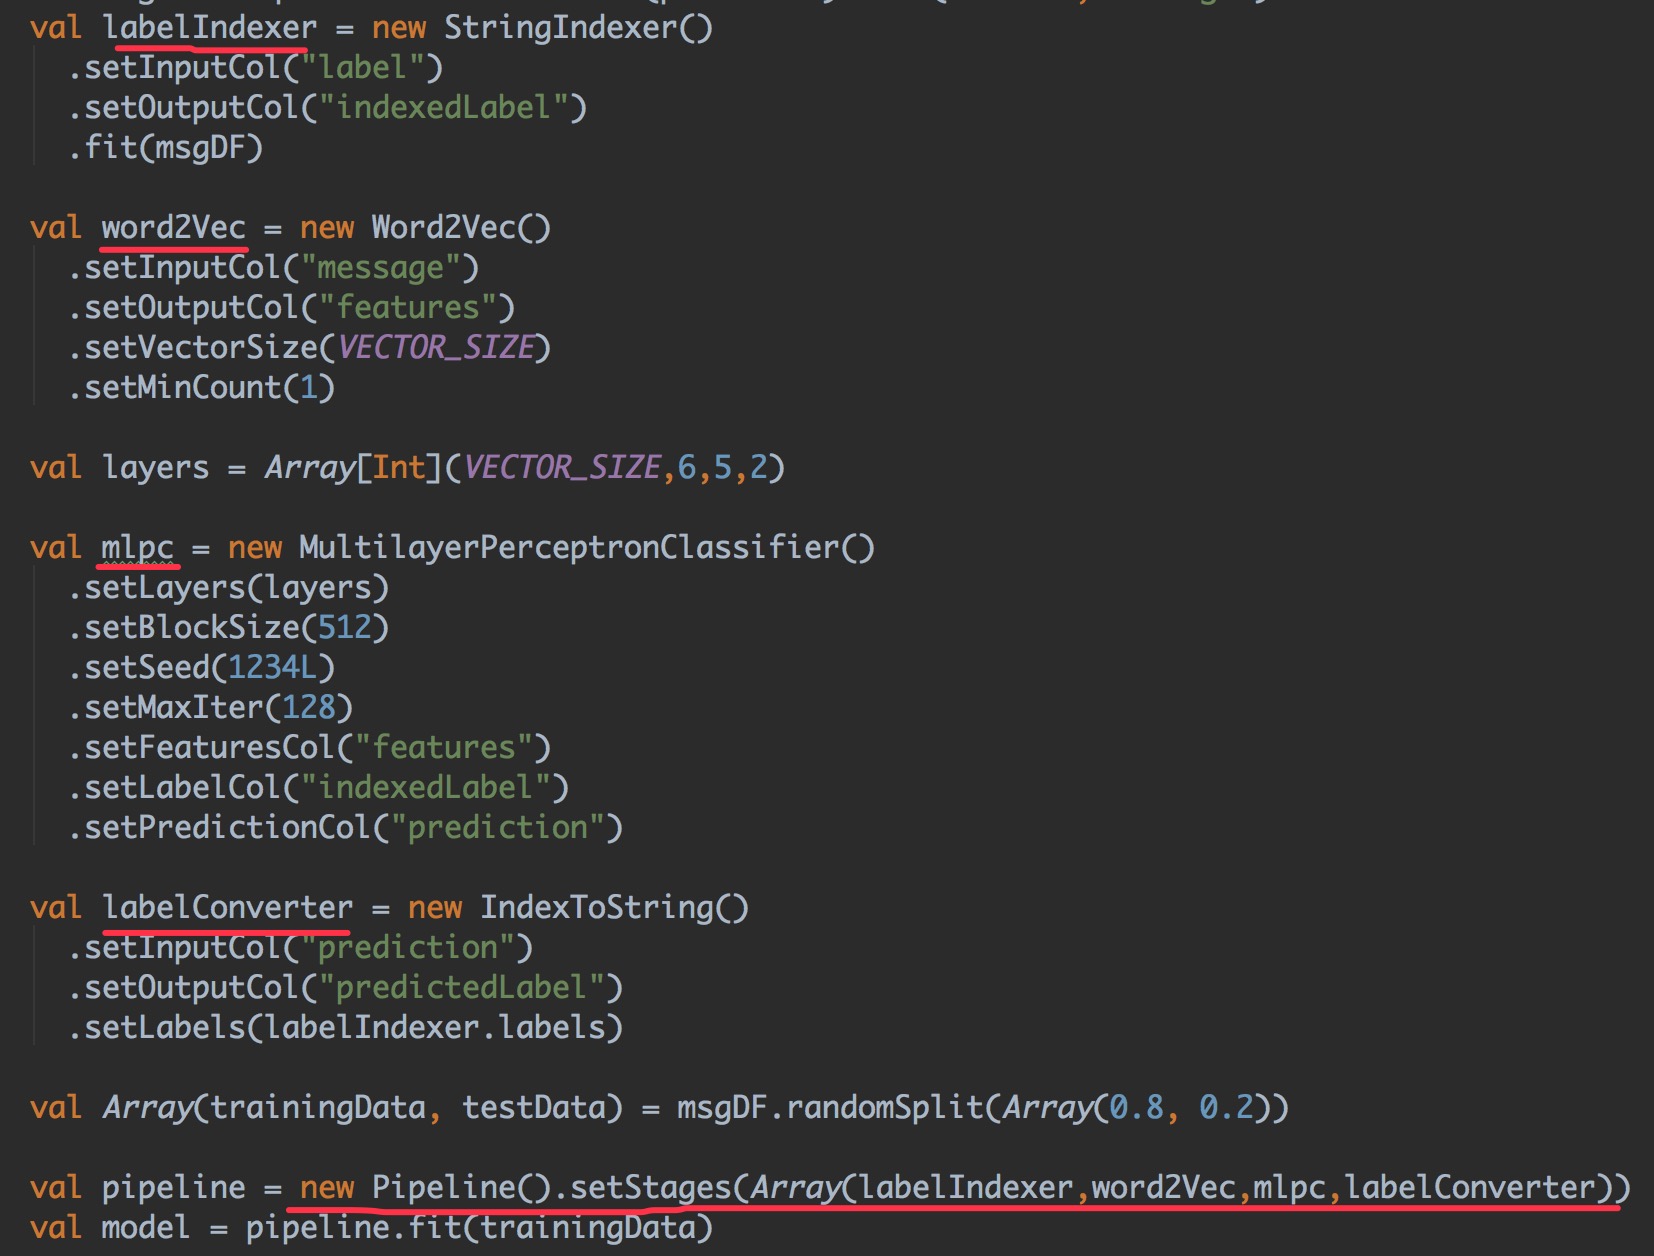 val labelIndexer = new StringIndexer()
.setInputCol("label")
.setOutputCol("indexedLabel")
.fit(msgDF)
val word2Vec = new Word2Vec()
.setInputCol("message")
.setOutputCol("features")
.setVectorSize(VECTOR_SIZE)
.setMinCount(1)
val layers = Array[Int](VECTOR_SIZE,6,5,2)
val mlpc = new MultilayerPerceptronClassifier()
.setLayers(layers)
.setBlockSize(512)
.setSeed(1234L)
.setMaxIter(128)
.setFeaturesCol("features")
.setLabelCol("indexedLabel")
.setPredictionCol("prediction")
val labelConverter = new IndexToString()
.setInputCol("prediction")
.setOutputCol("predictedLabel")
.setLabels(labelIndexer.labels)
val Array(trainingData, testData) = msgDF.randomSplit(Array(0.8, 0.2))
val pipeline = new Pipeline().setStages(Array(labelIndexer,word2Vec,mlpc,labelConverter))
val model = pipeline.fit(trainingData)